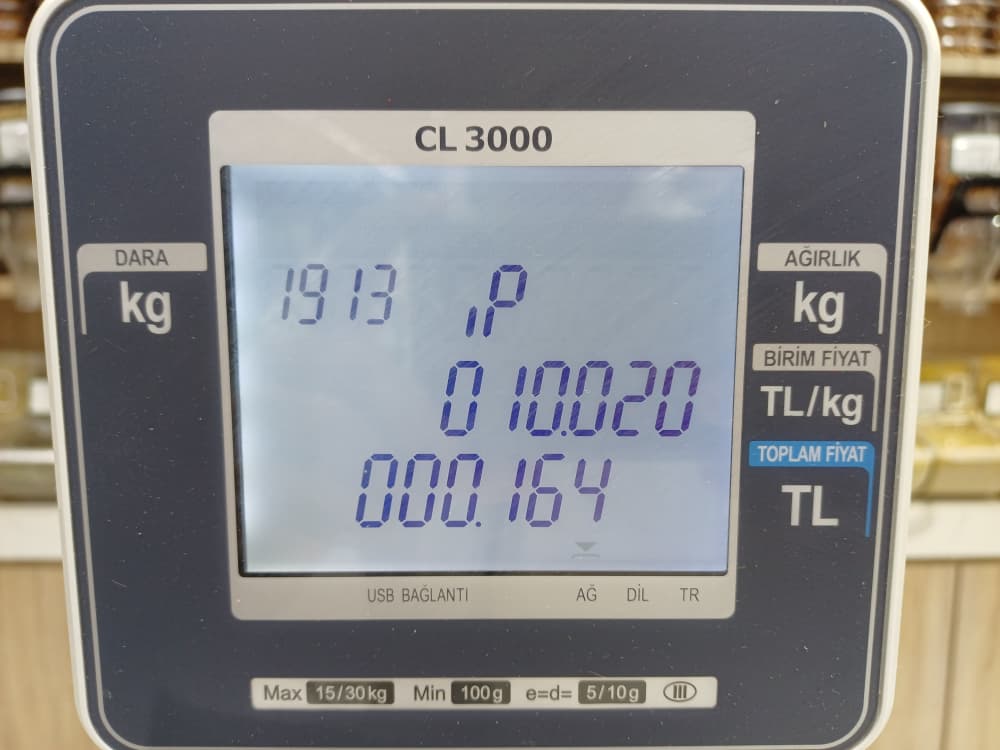 CL 3000
DARA
kg
AĞIRLIK
kg
BİRİM FİYAT
TL/kg
TOPLAM FİYAT
TL
1913 iP
010.020
000.164
USB BAĞLANTI AĞ DİL TR
Max 15/30kg Min 100g e=d= 5/10g III